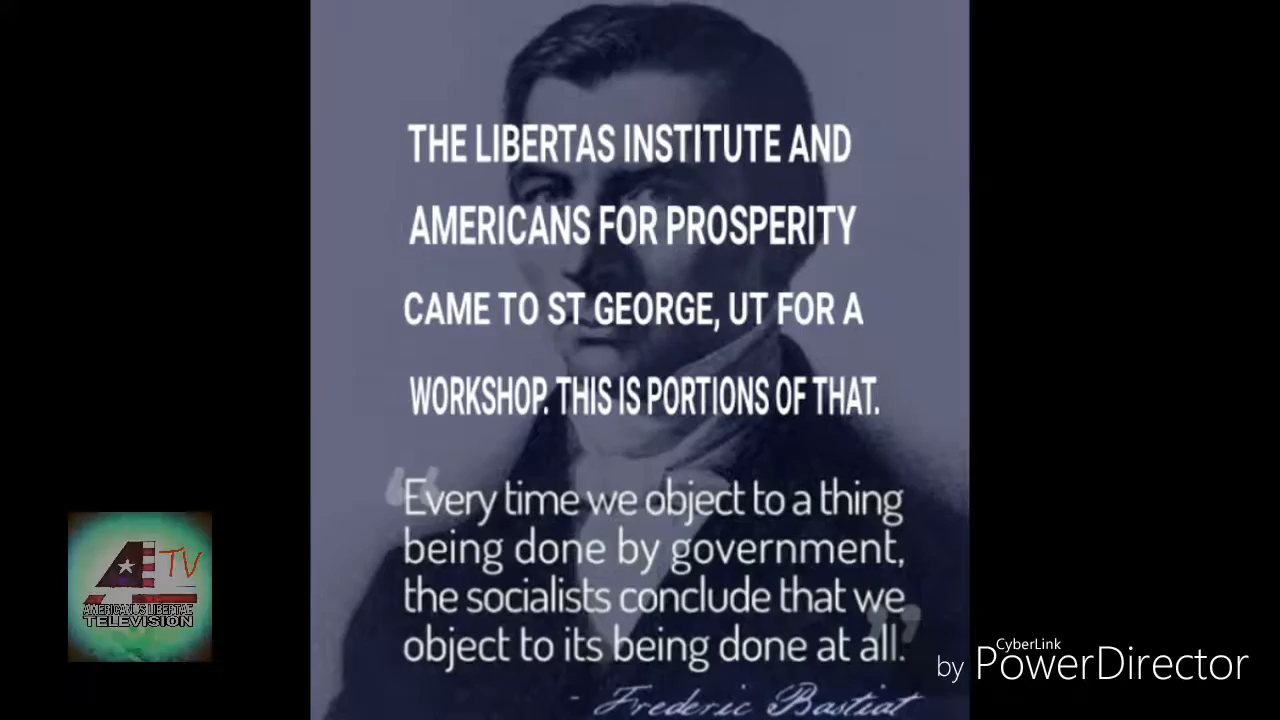 THE LIBERTAS INSTITUTE AND
AMERICANS FOR PROSPERITY
CAME TO ST GEORGE, UT FOR A
WORKSHOP. THIS IS PORTIONS OF THAT.
“Every time we object to a thing
being done by government,
the socialists conclude that we
object to its being done at all.”
- Frederic Bastiat
TV
AMERICANUS LIBERTAE
TELEVISION
by CyberLink PowerDirector